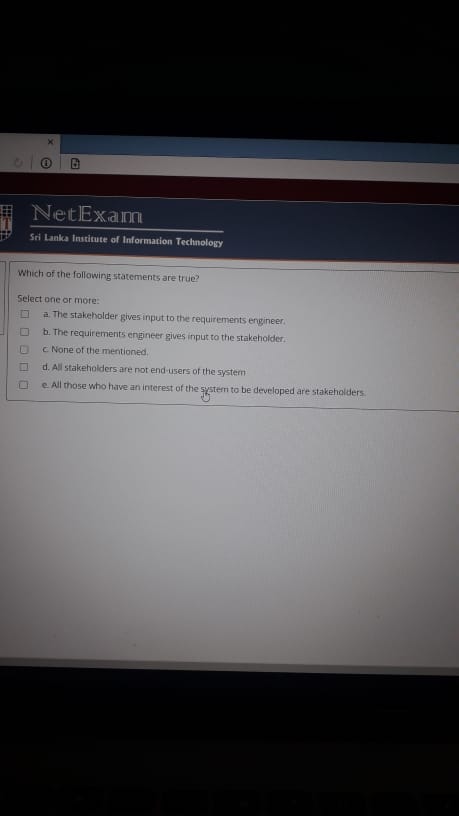 NetExam
Sri Lanka Institute of Information Technology
Which of the following statements are true?
Select one or more:
a. The stakeholder gives input to the requirements engineer.
b. The requirements engineer gives input to the stakeholder.
c. None of the mentioned.
d. All stakeholders are not end-users of the system
e. All those who have an interest of the system to be developed are stakeholders.